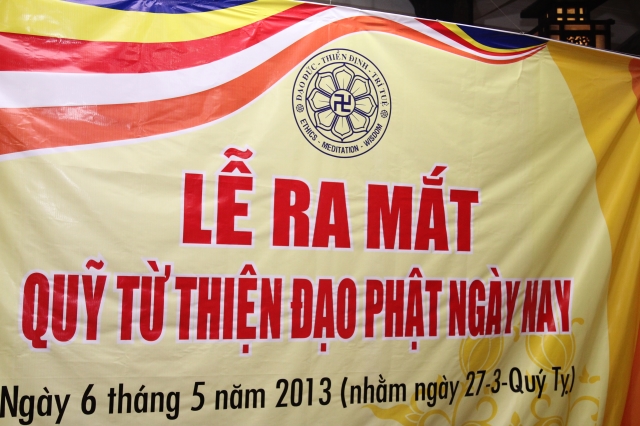 ĐẠO ĐỨC - THIỀN ĐỊNH - TRÍ TUỆ
ETHICS - MEDITATION - WISDOM
LỄ RA MẮT
QUỸ TỪ THIỆN ĐẠO PHẬT NGÀY NAY
Ngày 6 tháng 5 năm 2013 (nhằm ngày 27-3-Quý Tỵ)